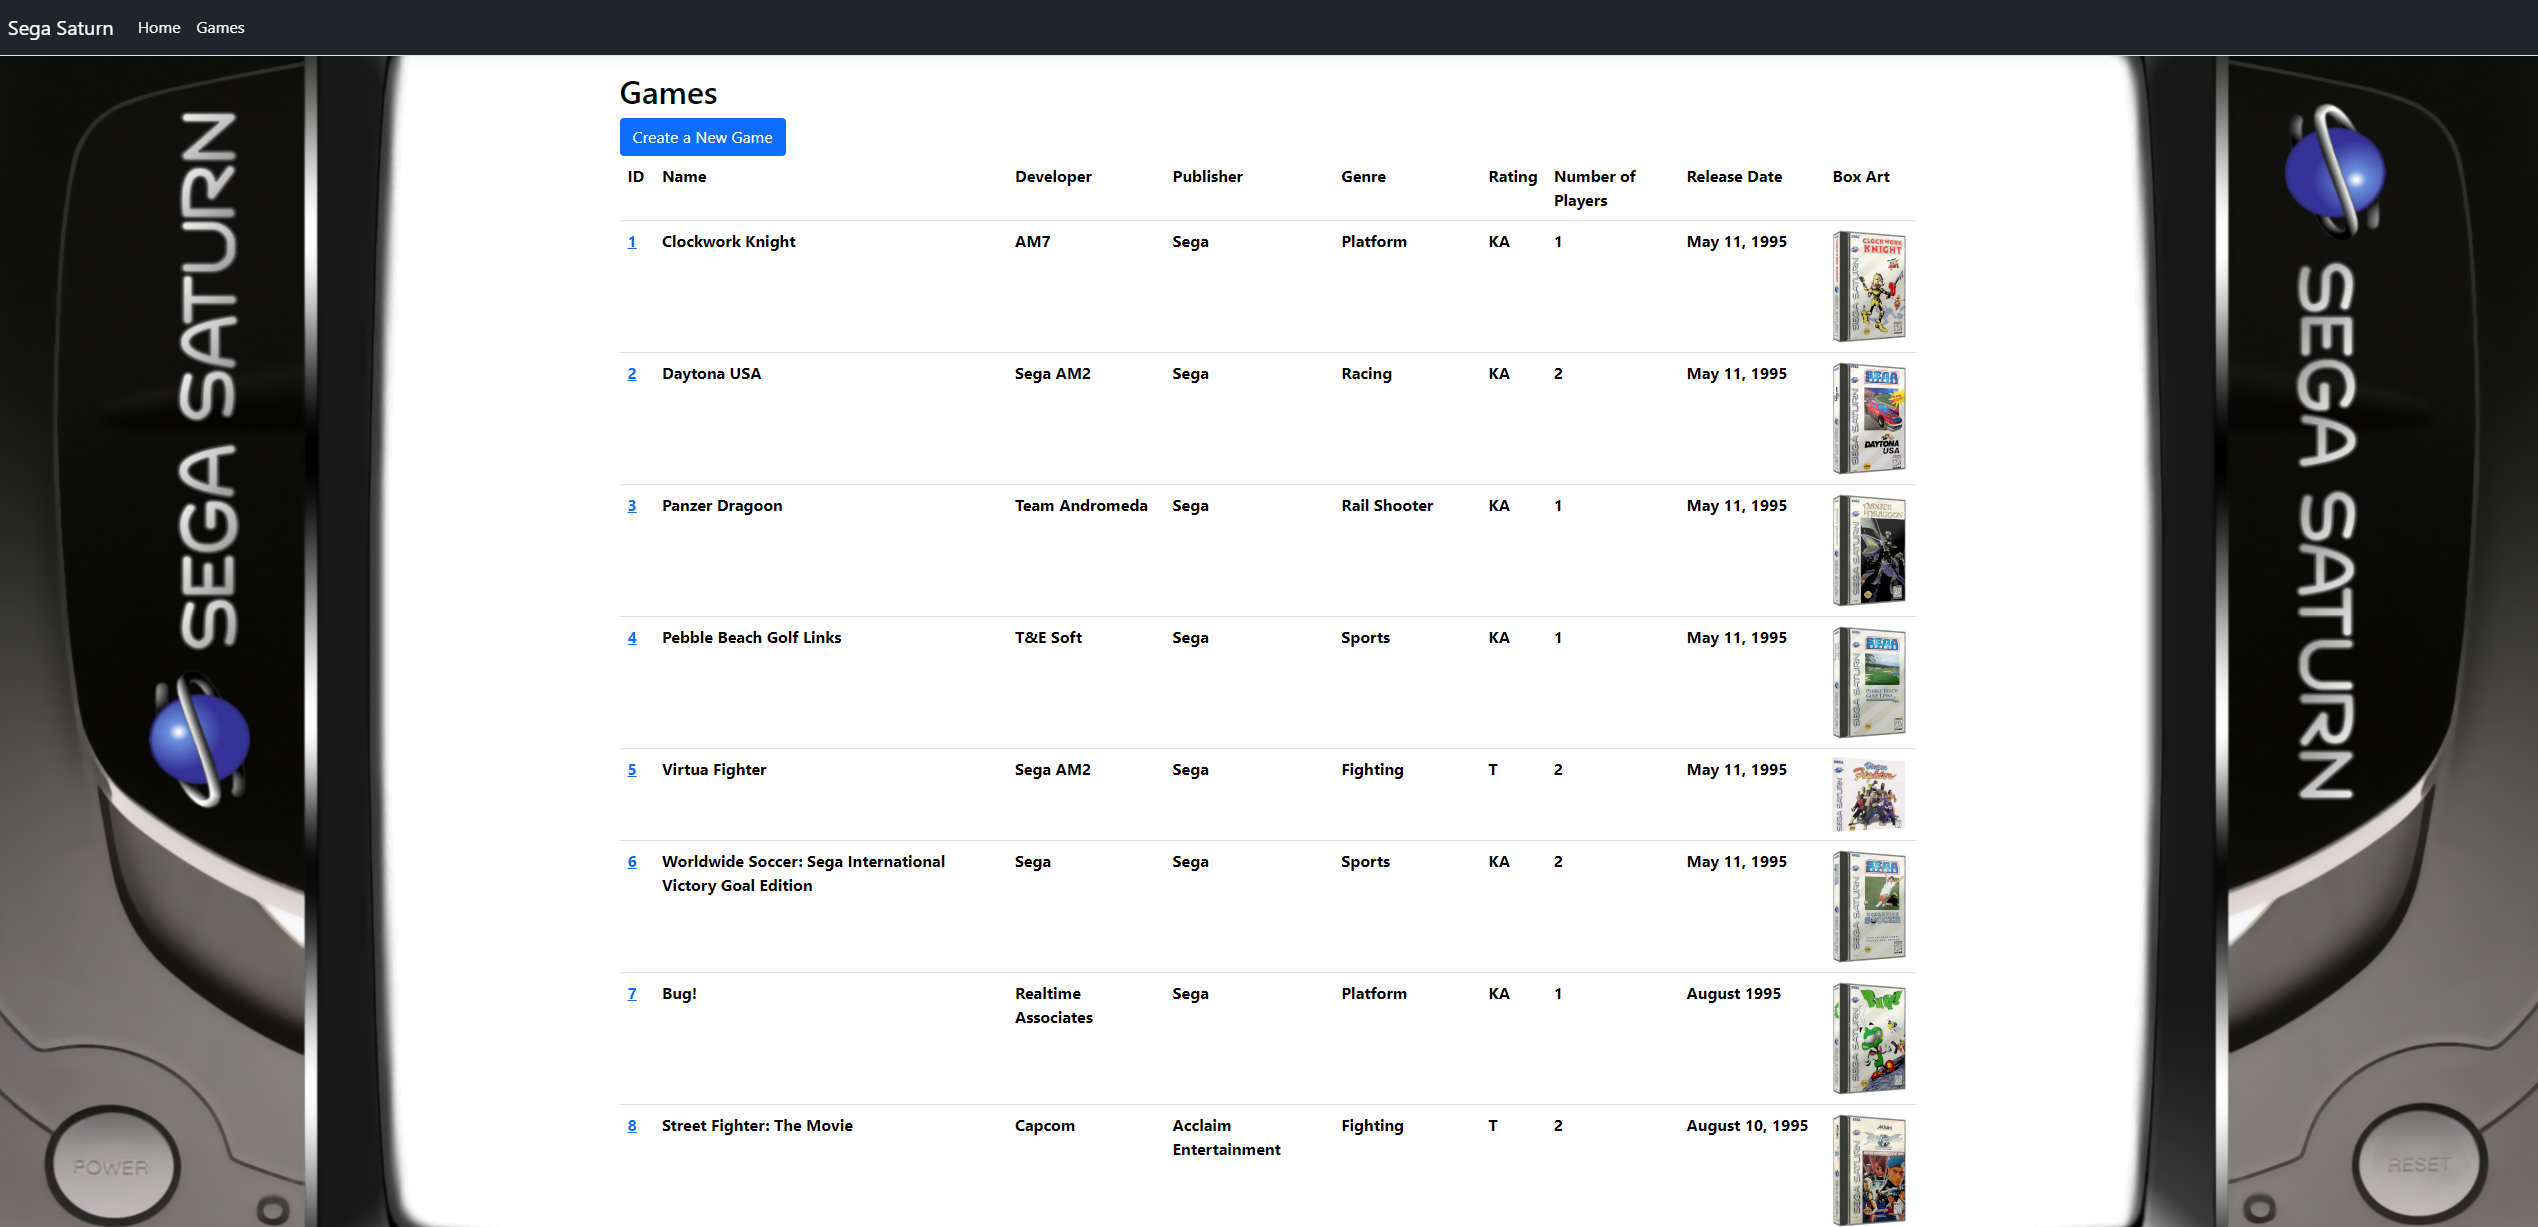 Sega Saturn Home Games
Games
Create a New Game
ID Name Developer Publisher Genre Rating Number of Players Release Date Box Art
1 Clockwork Knight AM7 Sega Platform KA 1 May 11, 1995
CLOCKWORK KNIGHT
SEGA SATURN
2 Daytona USA Sega AM2 Sega Racing KA 2 May 11, 1995
SEGA
DAYTONA USA
SEGA SATURN
3 Panzer Dragoon Team Andromeda Sega Rail Shooter KA 1 May 11, 1995
PANZER DRAGOON
SEGA SATURN
4 Pebble Beach Golf Links T&E Soft Sega Sports KA 1 May 11, 1995
SEGA
PEBBLE BEACH GOLF LINKS
SEGA SATURN
5 Virtua Fighter Sega AM2 Sega Fighting T 2 May 11, 1995
Virtua Fighter
SEGA SATURN
6 Worldwide Soccer: Sega International Victory Goal Edition Sega Sega Sports KA 2 May 11, 1995
SEGA
WORLDWIDE SOCCER
SEGA SATURN
7 Bug! Realtime Associates Sega Platform KA 1 August 1995
BUG!
SEGA SATURN
8 Street Fighter: The Movie Capcom Acclaim Entertainment Fighting T 2 August 10, 1995
SEGA SATURN
SEGA SATURN
SEGA SATURN
POWER
RESET